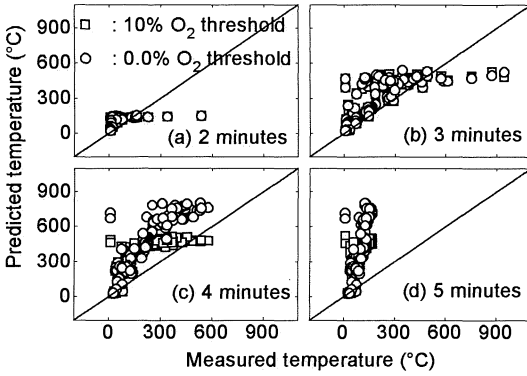 □ : 10% O₂ threshold
○ : 0.0% O₂ threshold
Predicted temperature (°C)
900
600
300
0
(a) 2 minutes
(b) 3 minutes
900
600
300
0
(c) 4 minutes
(d) 5 minutes
0 300 600 900
0 300 600 900
Measured temperature (°C)